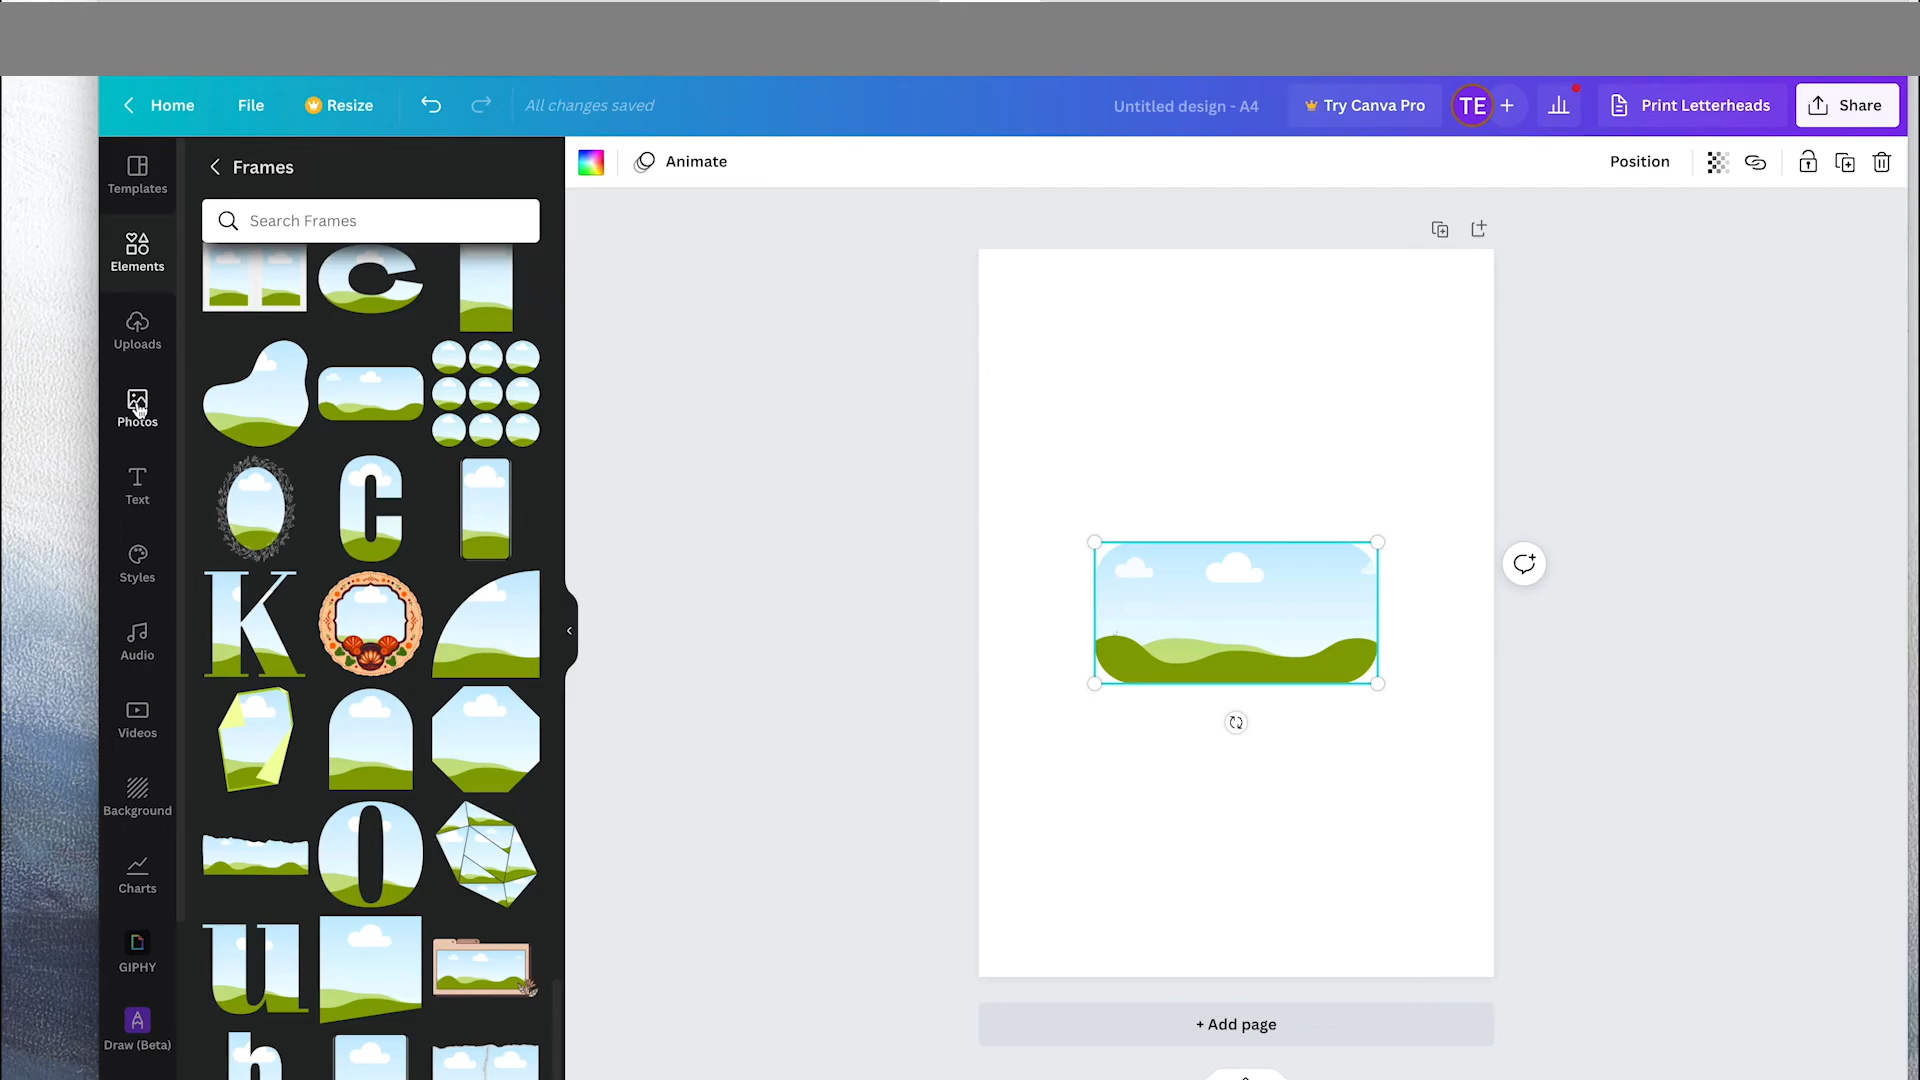 Home
File
Resize
All changes saved
Untitled design - A4
Try Canva Pro
TE
+
Print Letterheads
Share
Templates
Frames
Animate
Position
Search Frames
Elements
Uploads
Photos
Text
Styles
Audio
Videos
Background
Charts
GIPHY
Draw (Beta)
+ Add page